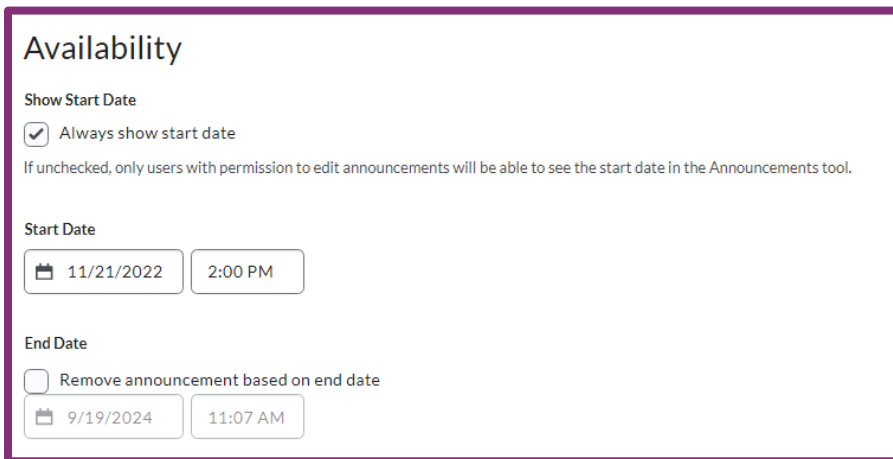 Availability
Show Start Date
Always show start date
If unchecked, only users with permission to edit announcements will be able to see the start date in the Announcements tool.
Start Date
11/21/2022 2:00 PM
End Date
Remove announcement based on end date
9/19/2024 11:07 AM